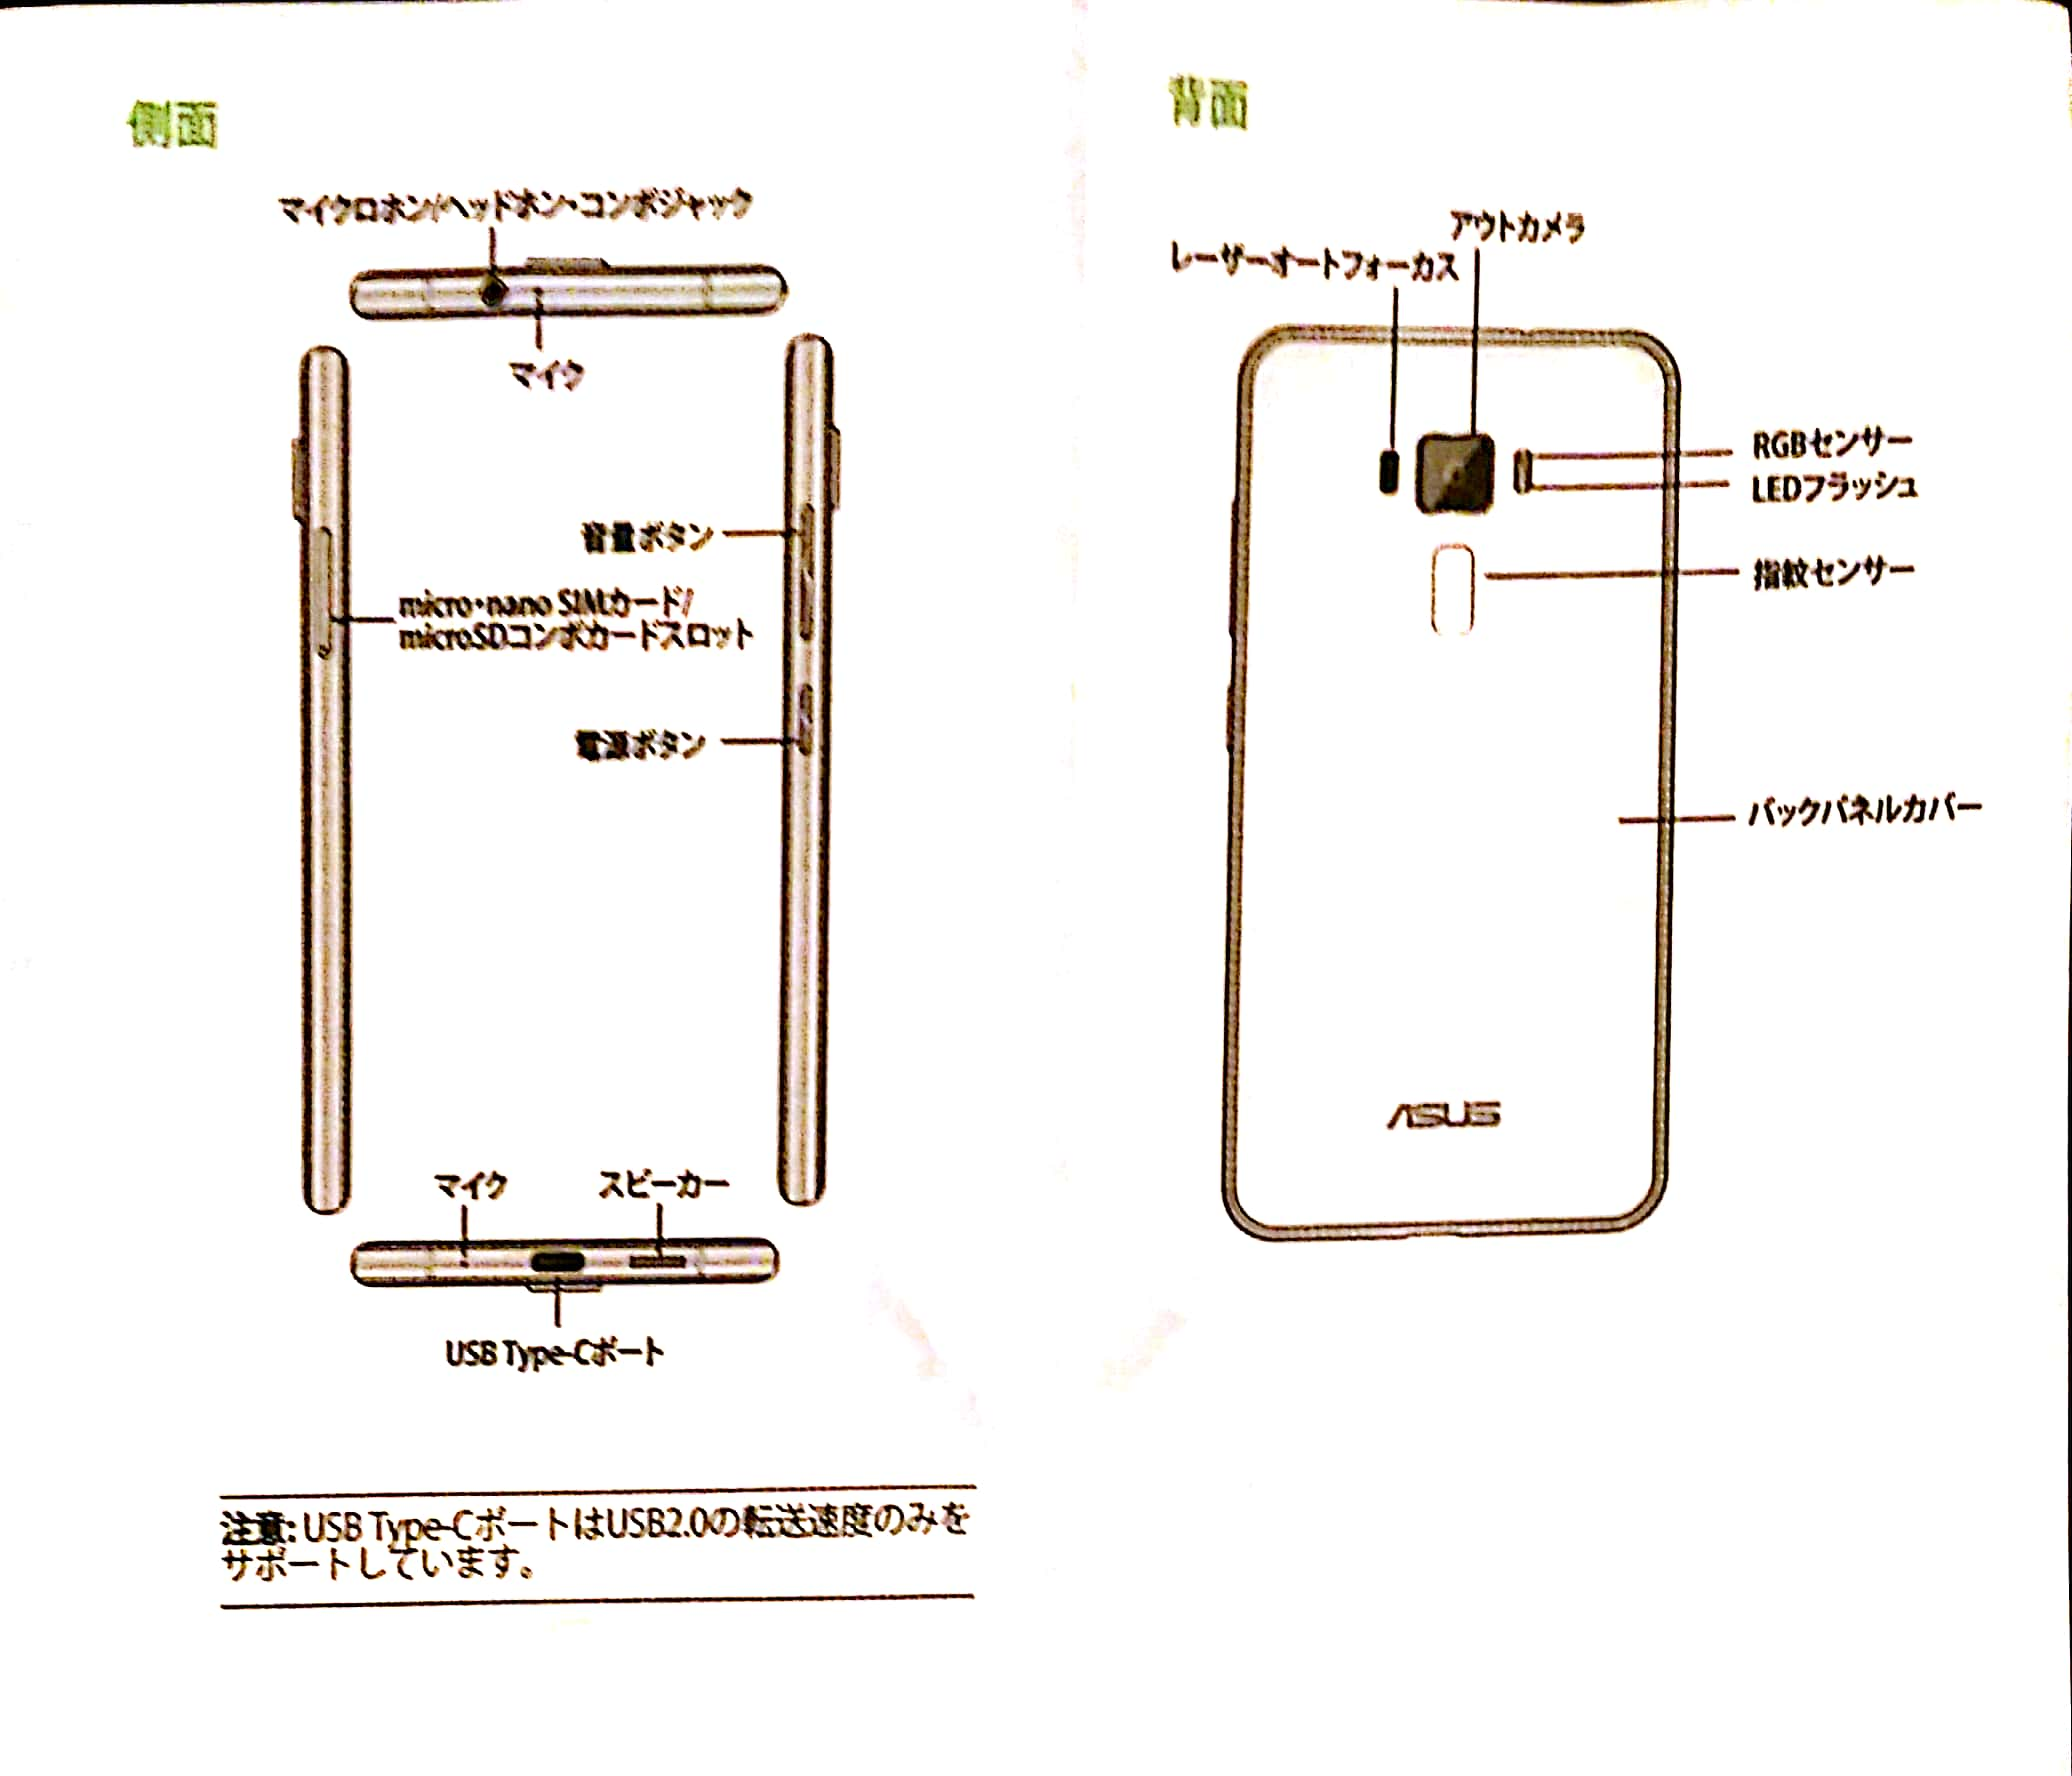 側面
マイクロホン/ヘッドホン・コンボジャック
マイク
音量ボタン
micro・nano SIMカード/
microSDコンボカードスロット
電源ボタン
マイク
スピーカー
USB Type-Cポート
注意: USB Type-CポートはUSB2.0の転送速度のみを
サポートしています。
背面
アウトカメラ
レーザーオートフォーカス
RGBセンサー
LEDフラッシュ
指紋センサー
バックパネルカバー
ASUS